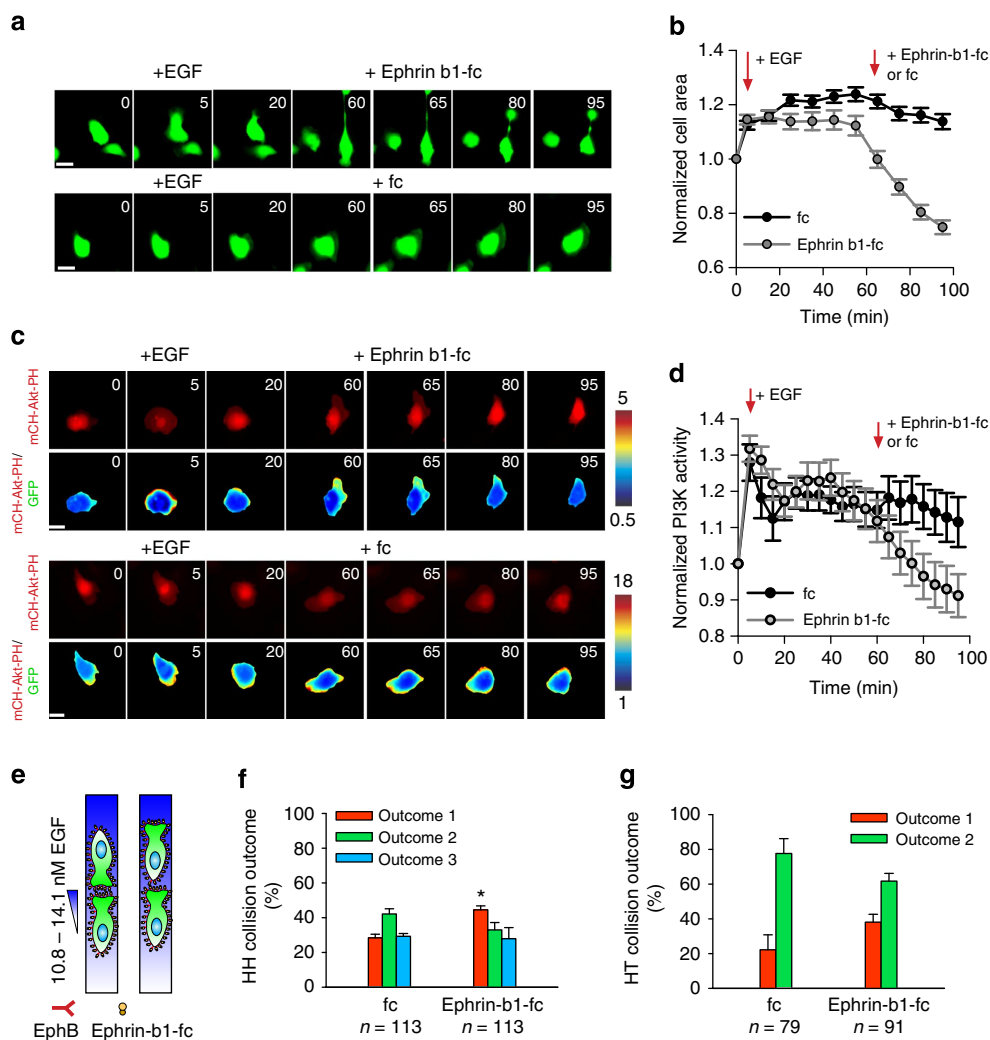 a
+EGF
+ Ephrin b1-fc
0
5
20
60
65
80
95
+EGF
+ fc
0
5
20
60
65
80
95
b
1.4
1.2
1.0
0.8
0.6
Normalized cell area
+ EGF
+ Ephrin-b1-fc
or fc
fc
Ephrin b1-fc
0
20
40
60
80
100
Time (min)
c
+EGF
+ Ephrin b1-fc
mCH-Akt-PH
0
5
20
60
65
80
95
mCH-Akt-PH/
GFP
5
0.5
+EGF
+ fc
mCH-Akt-PH
0
5
20
60
65
80
95
mCH-Akt-PH/
GFP
0
5
20
60
65
80
95
18
1
d
+ EGF
+ Ephrin-b1-fc
or fc
1.4
1.3
1.2
1.1
1.0
0.9
0.8
Normalized PI3K activity
fc
Ephrin b1-fc
0
20
40
60
80
100
Time (min)
e
10.8 – 14.1 nM EGF
EphB
Ephrin-b1-fc
f
HH collision outcome
(%)
100
80
60
40
20
0
Outcome 1
Outcome 2
Outcome 3
*
fc
Ephrin-b1-fc
n = 113
n = 113
g
HT collision outcome
(%)
100
80
60
40
20
0
Outcome 1
Outcome 2
fc
Ephrin-b1-fc
n = 79
n = 91